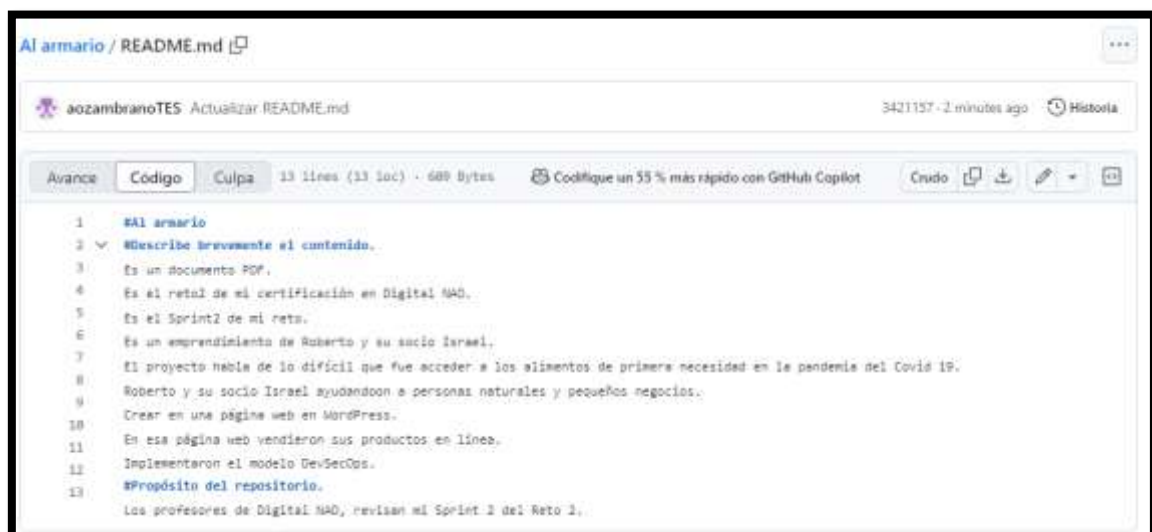 Al armario / README.md
aozambranoTES Actualizar README.md
3421157 · 2 minutes ago Historia
Avance Código Culpa 13 lines (13 loc) · 609 Bytes Codifique un 55 % más rápido con GitHub Copilot Crudo
1 #Al armario
2 #Describe brevemente el contenido.
3 Es un documento PDF.
4 Es el reto2 de mi certificación en Digital NAO.
5 Es el Sprint2 de mi reto.
6 Es un emprendimiento de Roberto y su socio Israel.
7 El proyecto habla de lo difícil que fue acceder a los alimentos de primera necesidad en la pandemia del Covid 19.
8 Roberto y su socio Israel ayudandoon a personas naturales y pequeños negocios.
9 Crear en una página web en WordPress.
10 En esa página web vendieron sus productos en línea.
11 Implementaron el modelo DevSecOps.
12 #Propósito del repositorio.
13 Los profesores de Digital NAO, revisan mi Sprint 2 del Reto 2.